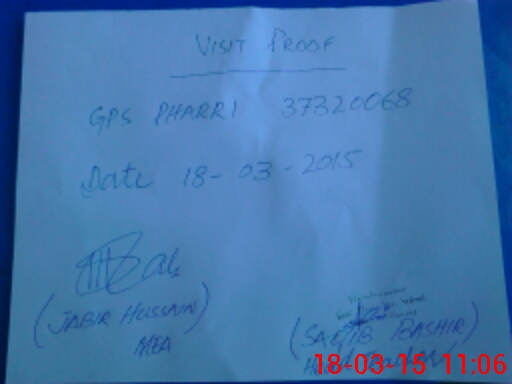 VISIT PROOF
GPS PHARRI 37320068
Date 18-03-2015
(JABIR HUSSAIN)
MEA
(SAQIB BASHIR)
18-03-15 11:06